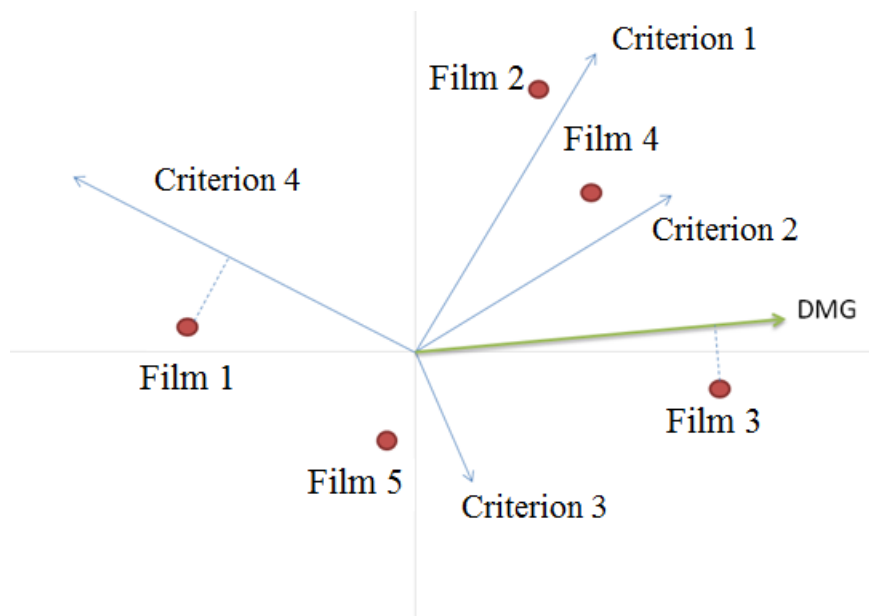 Criterion 1
Film 2
Film 4
Criterion 4
Criterion 2
DMG
Film 1
Film 3
Film 5
Criterion 3